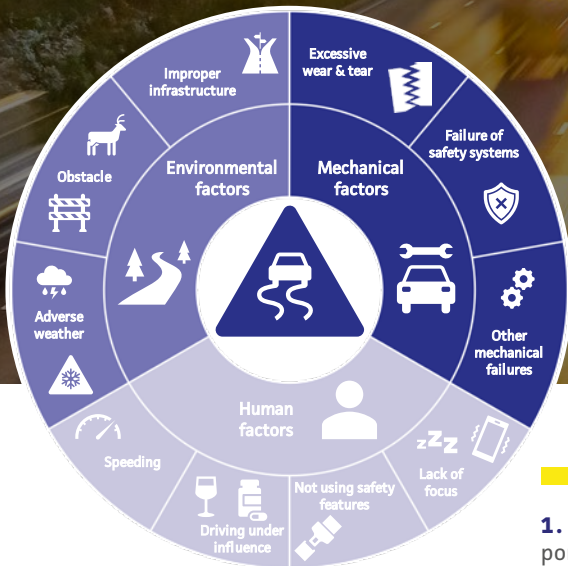 Improper
infrastructure
Excessive
wear & tear
Obstacle
Failure of
safety systems
Environmental
factors
Mechanical
factors
Adverse
weather
Other
mechanical
failures
Human
factors
Speeding
zzz
Lack of
focus
Driving under
influence
Not using safety
features
1.